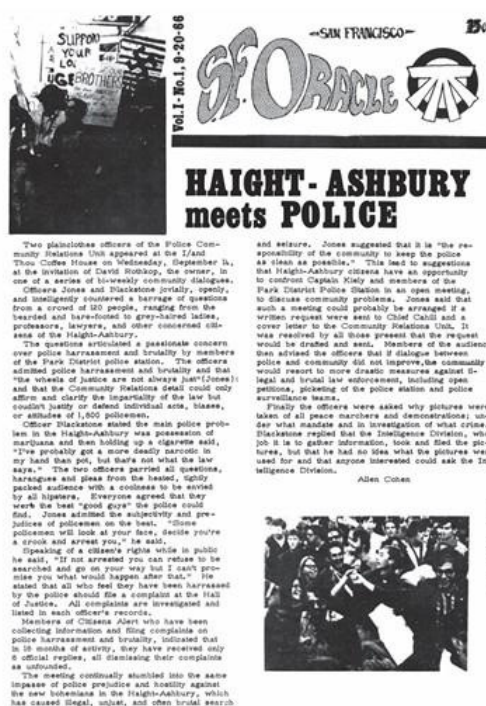 SUPPORT
YOUR
LO
UGE BROTHERS
Vol.1-No.1, 9-20-66
-SAN FRANCISCO-
S.F. ORACLE
HAIGHT-ASHBURY
meets POLICE
Two plainclothes officers of the Police Com-
munity Relations Unit appeared at the I/and
Thou Coffee House on Wednesday, September 14,
at the invitation of David Rothkop, the owner, in
one of a series of bi-weekly community dialogues.
Officers Jones and Blackstone jovially, openly,
and intelligently countered a barrage of questions
from a crowd of 120 people, ranging from the
bearded and bare-footed to grey-haired ladies,
professors, lawyers, and other concerned citi-
zens of the Haight-Ashbury.
The questions articulated a passionate concern
over police harrassment and brutality by members
of the Park District police station. The officers
admitted police harrassment and brutality and that
"the wheels of justice are not always just"(Jones);
and that the Community Relations detail could only
affirm and clarify the impartiality of the law but
couldn't justify or defend individual acts, biases,
or attitudes of 1,800 policemen.
Officer Blackstone stated the main police prob-
lem in the Haight-Ashbury was possession of
marijuana and then holding up a cigarette said,
"I've probably got a more deadly narcotic in
my hand than pot, but that's not what the law
says." The two officers parried all questions,
harangues and pleas from the heated, tightly
packed audience with a coolness to be envied
by all hipsters. Everyone agreed that they
were the best "good guys" the police could
find. Jones admitted the subjectivity and pre-
judices of policemen on the beat. "Some
policemen will look at your face, decide you're
a crook and arrest you," he said.
Speaking of a citizen's rights while in public
he said, "If not arrested you can refuse to be
searched and go on your way but I can't pro-
mise you what would happen after that." He
stated that all who feel they have been harrassed
by the police should file a complaint at the Hall
of Justice. All complaints are investigated and
listed in each officer's records.
Members of Citizens Alert who have been
collecting information and filing complaints on
police harrassment and brutality, indicated that
in 16 months of activity, they have received only
6 official replies, all dismissing their complaints
as unfounded.
The meeting continually stumbled into the same
impasse of police prejudice and hostility against
the new bohemians in the Haight-Ashbury, which
has caused illegal, unjust, and often brutal search
and seizure. Jones suggested that it is "the re-
sponsibility of the community to keep the police
as clean as possible." This lead to suggestions
that Haight-Ashbury citizens have an opportunity
to confront Captain Kiely and members of the
Park District Police Station in an open meeting,
to discuss community problems. Jones said that
such a meeting could probably be arranged if a
written request were sent to Chief Cahill and a
cover letter to the Community Relations Unit. It
was resolved by all those present that the request
would be drafted and sent. Members of the audience
then advised the officers that if dialogue between
police and community did not improve, the community
would resort to more drastic measures against il-
legal and brutal law enforcement, including open
petitions, picketing of the police station and police
surveillance teams.
Finally the officers were asked why pictures were
taken of all peace marchers and demonstrations; un-
der what mandate and in investigation of what crime.
Blackstone replied that the Intelligence Division, who
job it is to gather information, took and filed the pic-
tures, but that he had no idea what the pictures were
used for and that anyone interested could ask the In-
telligence Division.
Allen Cohen